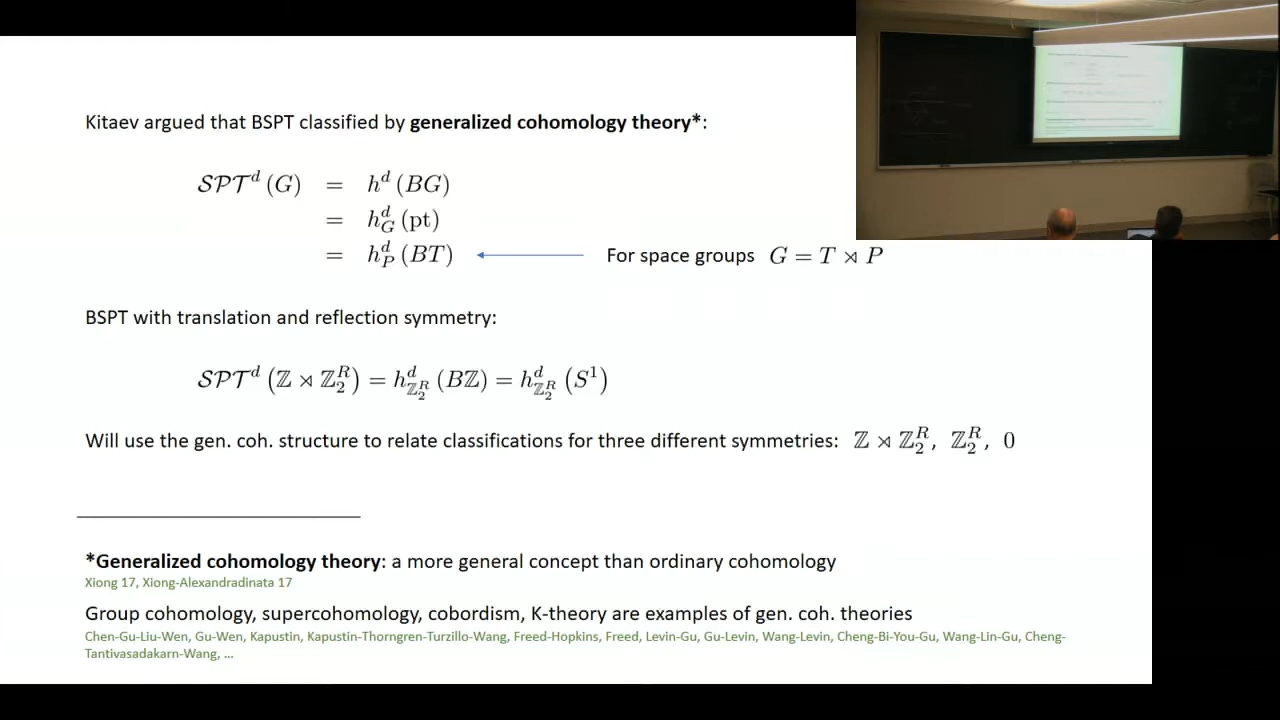 Kitaev argued that BSPT classified by generalized cohomology theory*:
𝒮𝒫𝒯^d (G) = h^d (BG)
= h^d_G (pt)
= h^d_P (BT)
For space groups G = T ⋊ P
BSPT with translation and reflection symmetry:
𝒮𝒫𝒯^d (ℤ ⋊ ℤ_2^R) = h^d_{ℤ_2^R} (Bℤ) = h^d_{ℤ_2^R} (S^1)
Will use the gen. coh. structure to relate classifications for three different symmetries: ℤ ⋊ ℤ_2^R, ℤ_2^R, 0
*Generalized cohomology theory: a more general concept than ordinary cohomology
Xiong 17, Xiong-Alexandradinata 17
Group cohomology, supercohomology, cobordism, K-theory are examples of gen. coh. theories
Chen-Gu-Liu-Wen, Gu-Wen, Kapustin, Kapustin-Thorngren-Turzillo-Wang, Freed-Hopkins, Freed, Levin-Gu, Gu-Levin, Wang-Levin, Cheng-Bi-You-Gu, Wang-Lin-Gu, Cheng-
Tantivasadakarn-Wang, …